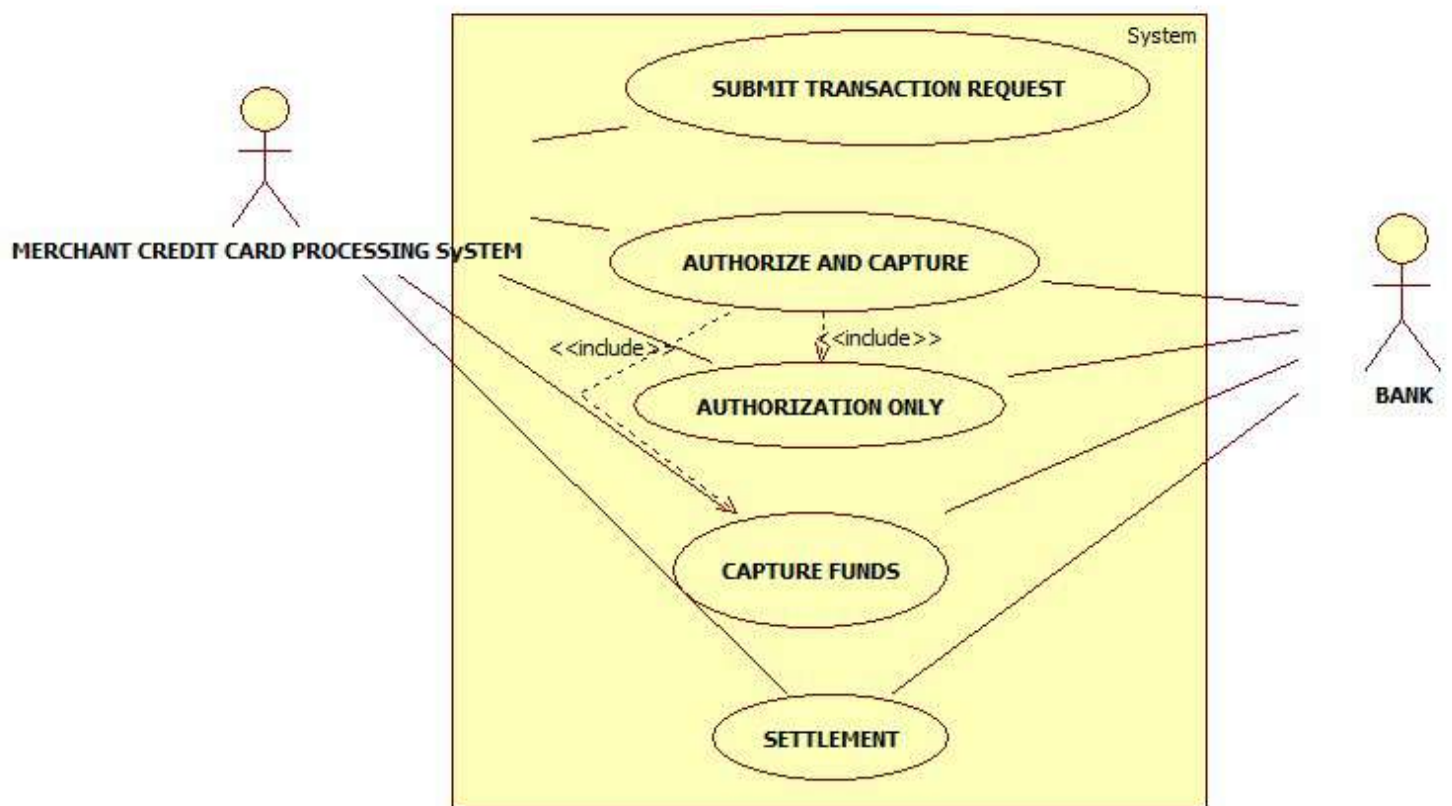 System
SUBMIT TRANSACTION REQUEST
MERCHANT CREDIT CARD PROCESSING SySTEM
AUTHORIZE AND CAPTURE
<<include>>
<<include>>
AUTHORIZATION ONLY
BANK
CAPTURE FUNDS
SETTLEMENT